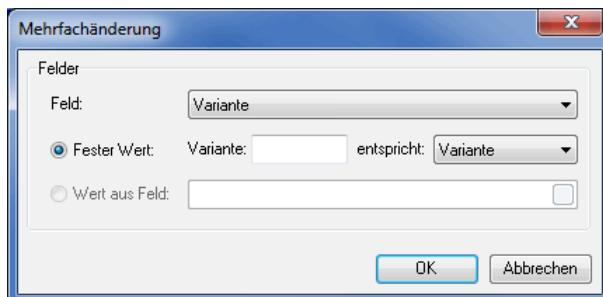 Mehrfachänderung
Felder
Feld: Variante
Fester Wert: Variante: entspricht: Variante
Wert aus Feld:
OK Abbrechen